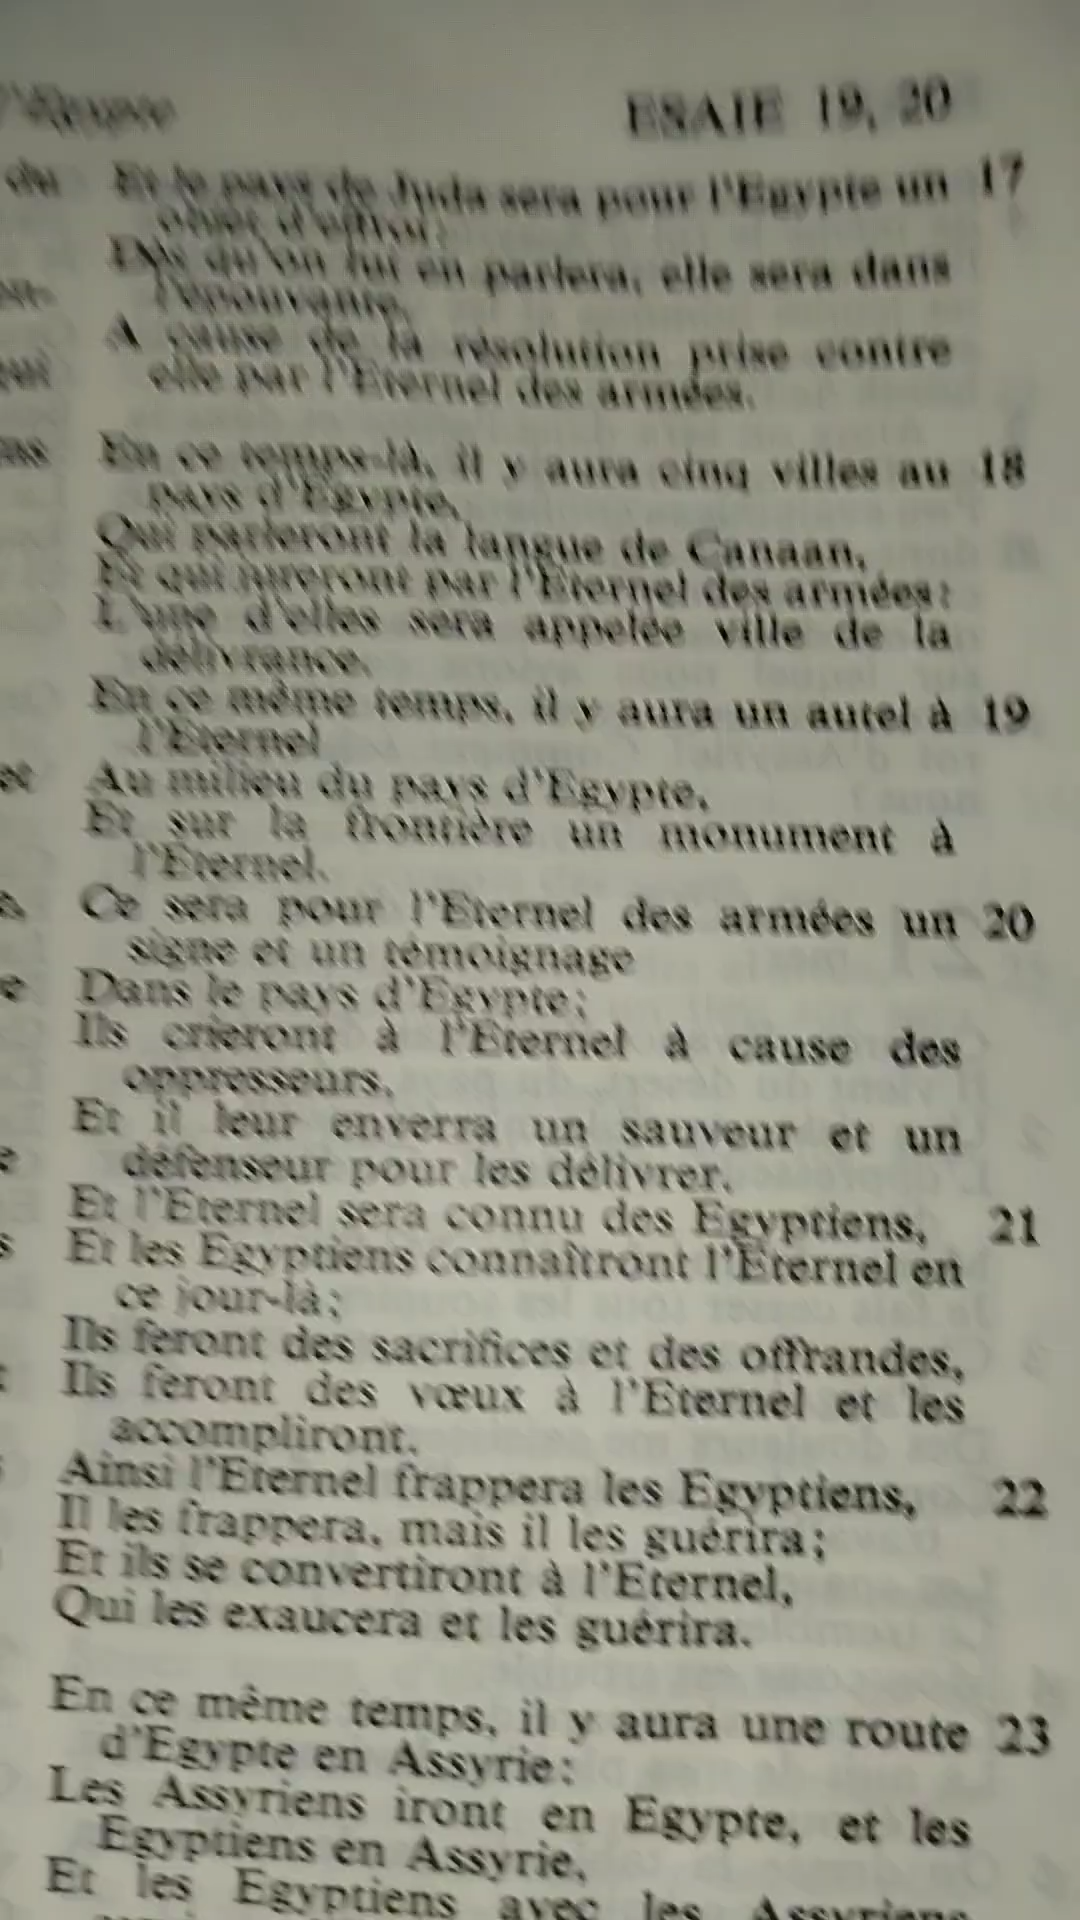 ESAIE 19, 20
du
Et le pays de Juda sera pour l'Egypte un 17
objet d'effroi:
Dès qu'on lui en parlera, elle sera dans
l'épouvante,
A cause de la résolution prise contre
elle par l'Eternel des armées.
En ce temps-là, il y aura cinq villes au 18
pays d'Egypte,
Qui parleront la langue de Canaan,
Et qui jureront par l'Eternel des armées:
L'une d'elles sera appelée ville de la
délivrance.
En ce même temps, il y aura un autel à 19
l'Eternel
et
Au milieu du pays d'Egypte,
Et sur la frontière un monument à
l'Eternel.
Ce sera pour l'Eternel des armées un 20
signe et un témoignage
Dans le pays d'Egypte;
Ils crieront à l'Eternel à cause des
oppresseurs,
Et il leur enverra un sauveur et un
défenseur pour les délivrer.
Et l'Eternel sera connu des Egyptiens, 21
Et les Egyptiens connaîtront l'Eternel en
ce jour-là;
Ils feront des sacrifices et des offrandes,
Ils feront des vœux à l'Eternel et les
accompliront.
Ainsi l'Eternel frappera les Egyptiens, 22
Il les frappera, mais il les guérira;
Et ils se convertiront à l'Eternel,
Qui les exaucera et les guérira.
En ce même temps, il y aura une route 23
d'Egypte en Assyrie:
Les Assyriens iront en Egypte, et les
Egyptiens en Assyrie,
Et les Egyptiens avec les Assyriens